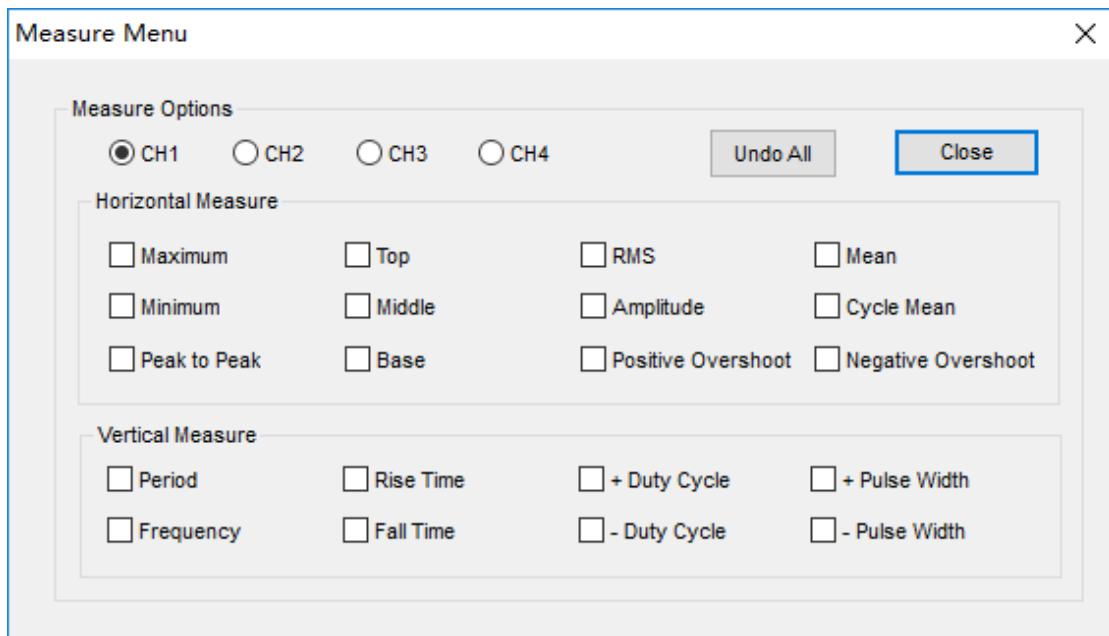 Measure Menu
Measure Options
CH1 CH2 CH3 CH4 Undo All Close
Horizontal Measure
Maximum Top RMS Mean
Minimum Middle Amplitude Cycle Mean
Peak to Peak Base Positive Overshoot Negative Overshoot
Vertical Measure
Period Rise Time + Duty Cycle + Pulse Width
Frequency Fall Time - Duty Cycle - Pulse Width